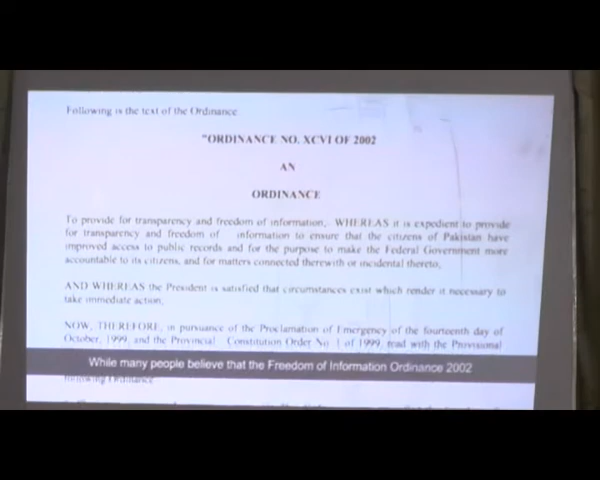 Following is the text of the Ordinance
"ORDINANCE NO. XCVI OF 2002
AN
ORDINANCE
To provide for transparency and freedom of information,. WHEREAS it is expedient to provide
for transparency and freedom of information to ensure that the citizens of Pakistan have
improved access to public records and for the purpose to make the Federal Government more
accountable to its citizens, and for matters connected therewith or incidental thereto,
AND WHEREAS the President is satisfied that circumstances exist which render it necessary to
take immediate action,
NOW, THEREFORE, in pursuance of the Proclamation of Emergency of the fourteenth day of
October, 1999, and the Provincial Constitution Order No. 1 of 1999, read with the Provisional
While many people believe that the Freedom of Information Ordinance 2002
following Ordinance